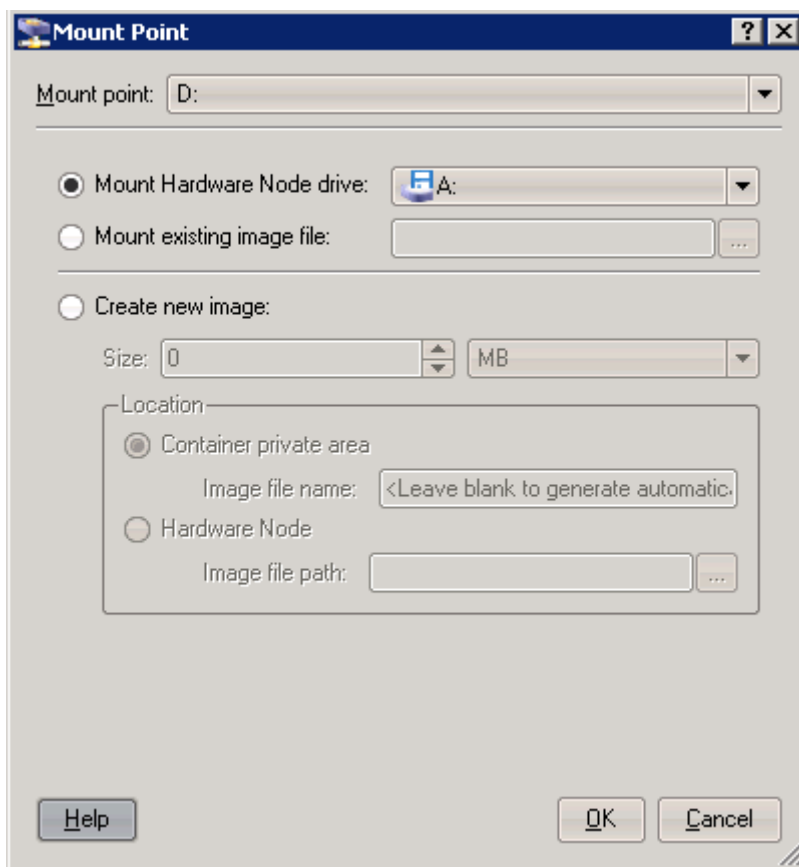 Mount Point
Mount point: D:
Mount Hardware Node drive: A:
Mount existing image file: ...
Create new image:
Size: 0 MB
Location
Container private area
Image file name: <Leave blank to generate automatic
Hardware Node
Image file path: ...
Help OK Cancel